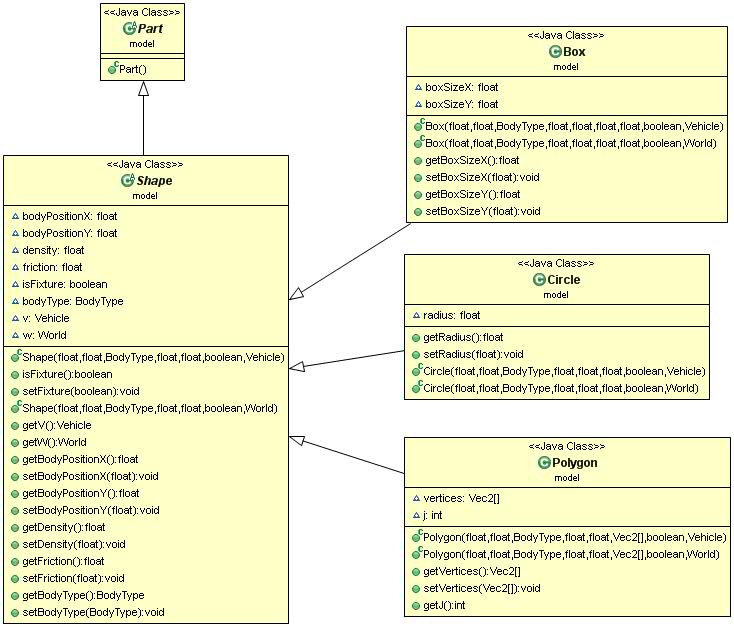 <<Java Class>>
Part
model
Part()
<<Java Class>>
Shape
model
bodyPositionX: float
bodyPositionY: float
density: float
friction: float
isFixture: boolean
bodyType: BodyType
v: Vehicle
w: World
Shape(float,float,BodyType,float,float,boolean,Vehicle)
isFixture():boolean
setFixture(boolean):void
Shape(float,float,BodyType,float,float,boolean,World)
getV():Vehicle
getW():World
getBodyPositionX():float
setBodyPositionX(float):void
getBodyPositionY():float
setBodyPositionY(float):void
getDensity():float
setDensity(float):void
getFriction():float
setFriction(float):void
getBodyType():BodyType
setBodyType(BodyType):void
<<Java Class>>
Box
model
boxSizeX: float
boxSizeY: float
Box(float,float,BodyType,float,float,float,float,boolean,Vehicle)
Box(float,float,BodyType,float,float,float,float,boolean,World)
getBoxSizeX():float
setBoxSizeX(float):void
getBoxSizeY():float
setBoxSizeY(float):void
<<Java Class>>
Circle
model
radius: float
getRadius():float
setRadius(float):void
Circle(float,float,BodyType,float,float,float,boolean,Vehicle)
Circle(float,float,BodyType,float,float,float,boolean,World)
<<Java Class>>
Polygon
model
vertices: Vec2[]
j: int
Polygon(float,float,BodyType,float,float,Vec2[],boolean,Vehicle)
Polygon(float,float,BodyType,float,float,Vec2[],boolean,World)
getVertices():Vec2[]
setVertices(Vec2[]):void
getJ():int